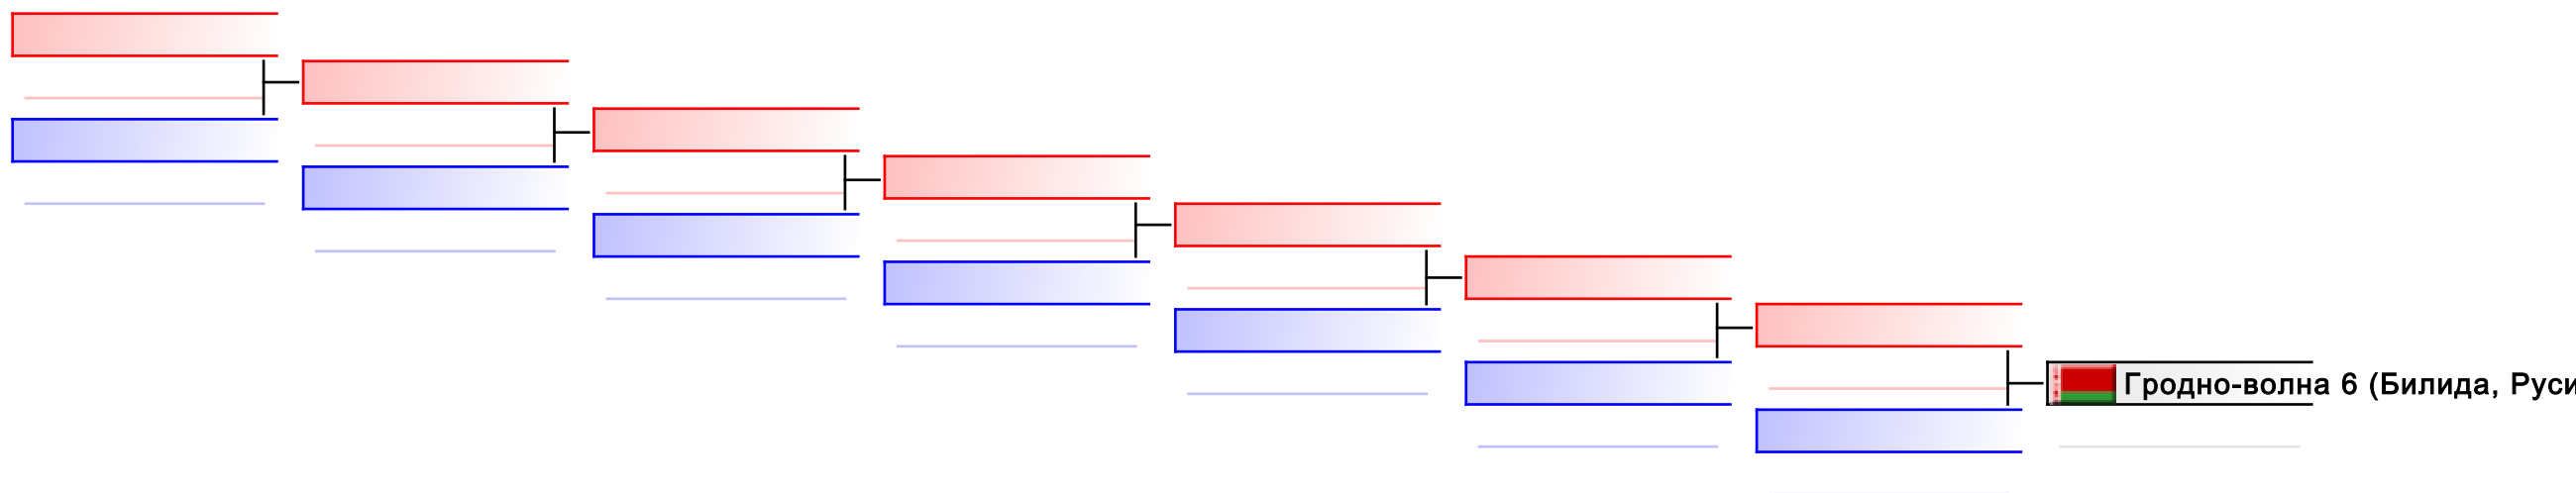 Гродно-волна 6 (Билида, Руси